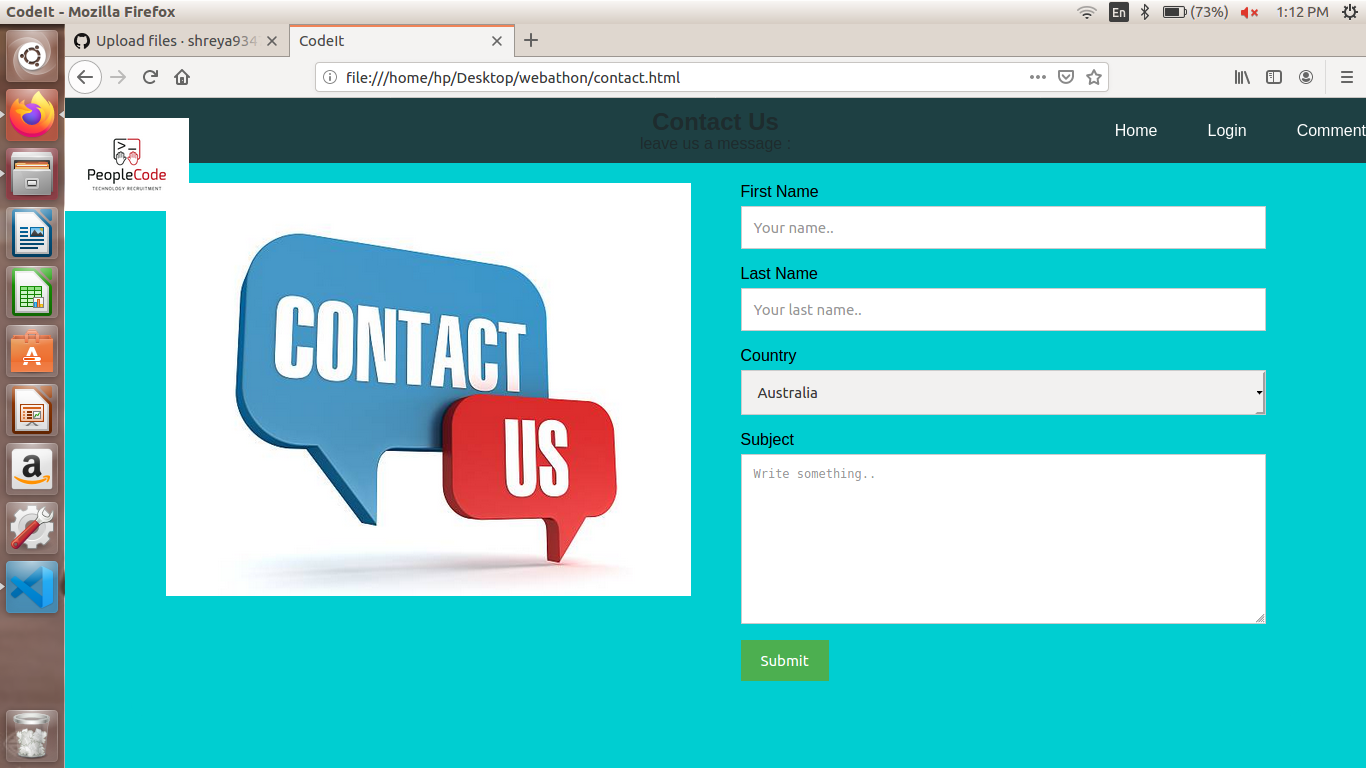 CodeIt - Mozilla Firefox
En
(73%)
1:12 PM
Upload files · shreya934
CodeIt
file:///home/hp/Desktop/webathon/contact.html
Contact Us
leave us a message :
Home
Login
Comment
PeopleCode
TECHNOLOGY RECRUITMENT
CONTACT
US
First Name
Your name..
Last Name
Your last name..
Country
Australia
Subject
Write something..
Submit